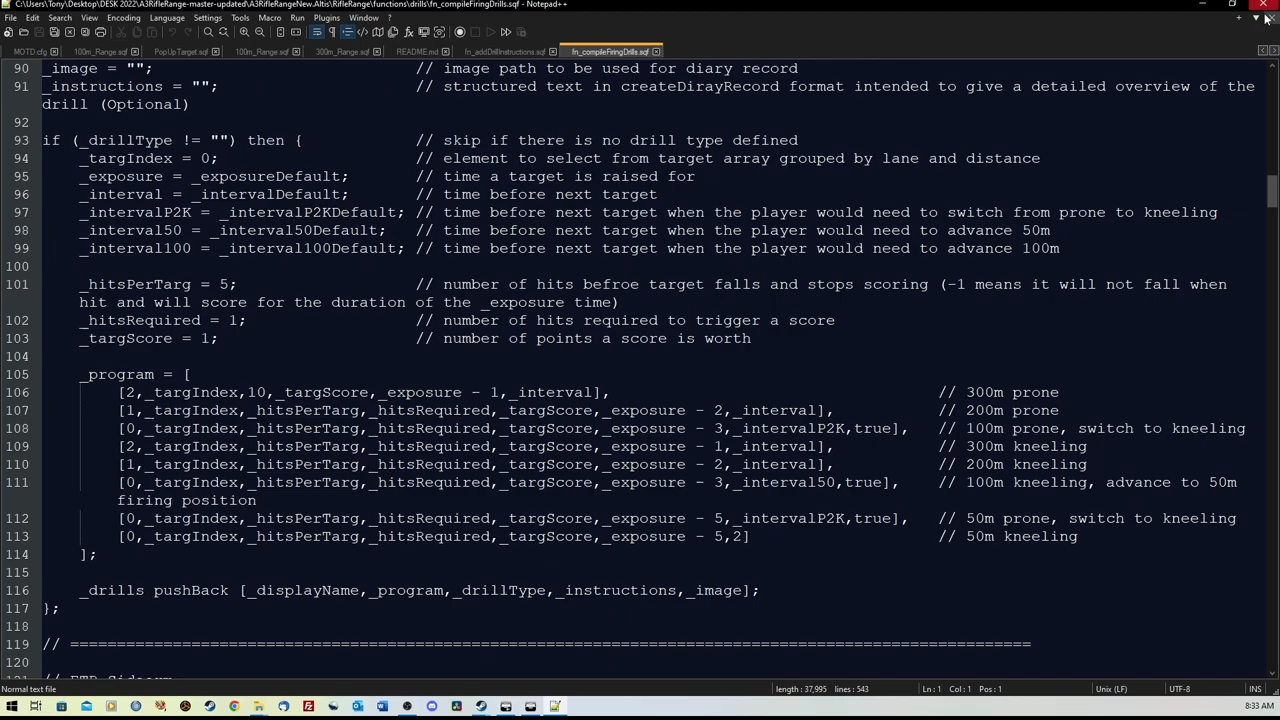 C:\Users\Tony\Desktop\DESK 2022\A3RifleRange-master-updated\A3RifleRangeNew.Altis\RifleRange\functions\drills\fn_compileFiringDrills.sqf - Notepad++
File Edit Search View Encoding Language Settings Tools Macro Run Plugins Window ?
MOTD.cfg 100m_Range.sqf PopUpTarget.sqf 100m_Range.sqf 300m_Range.sqf README.md fn_addDrillInstructions.sqf fn_compileFiringDrills.sqf
90 _image = ""; // image path to be used for diary record
91 _instructions = ""; // structured text in createDirayRecord format intended to give a detailed overview of the
drill (Optional)
92
93 if (_drillType != "") then { // skip if there is no drill type defined
94 _targIndex = 0; // element to select from target array grouped by lane and distance
95 _exposure = _exposureDefault; // time a target is raised for
96 _interval = _intervalDefault; // time before next target
97 _intervalP2K = _intervalP2KDefault; // time before next target when the player would need to switch from prone to kneeling
98 _interval50 = _interval50Default; // time before next target when the player would need to advance 50m
99 _interval100 = _interval100Default; // time before next target when the player would need to advance 100m
100
101 _hitsPerTarg = 5; // number of hits befroe target falls and stops scoring (-1 means it will not fall when
hit and will score for the duration of the _exposure time)
102 _hitsRequired = 1; // number of hits required to trigger a score
103 _targScore = 1; // number of points a score is worth
104
105 _program = [
106 [2,_targIndex,10,_targScore,_exposure - 1,_interval], // 300m prone
107 [1,_targIndex,_hitsPerTarg,_hitsRequired,_targScore,_exposure - 2,_interval], // 200m prone
108 [0,_targIndex,_hitsPerTarg,_hitsRequired,_targScore,_exposure - 3,_intervalP2K,true], // 100m prone, switch to kneeling
109 [2,_targIndex,_hitsPerTarg,_hitsRequired,_targScore,_exposure - 1,_interval], // 300m kneeling
110 [1,_targIndex,_hitsPerTarg,_hitsRequired,_targScore,_exposure - 2,_interval], // 200m kneeling
111 [0,_targIndex,_hitsPerTarg,_hitsRequired,_targScore,_exposure - 3,_interval50,true], // 100m kneeling, advance to 50m
firing position
112 [0,_targIndex,_hitsPerTarg,_hitsRequired,_targScore,_exposure - 5,_intervalP2K,true], // 50m prone, switch to kneeling
113 [0,_targIndex,_hitsPerTarg,_hitsRequired,_targScore,_exposure - 5,2] // 50m kneeling
114 ];
115
116 _drills pushBack [_displayName,_program,_drillType,_instructions,_image];
117 };
118
119 // ========================================================================================================
120
Normal text file length : 37,995 lines : 543 Ln : 1 Col : 1 Pos : 1 Unix (LF) UTF-8 INS
8:33 AM